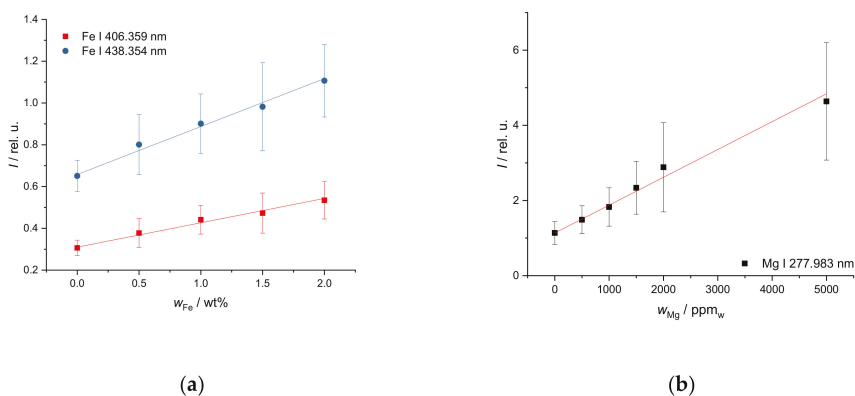 1.4
1.2
1.0
0.8
0.6
0.4
0.2
I / rel. u.
Fe I 406.359 nm
Fe I 438.354 nm
0.0 0.5 1.0 1.5 2.0
wFe / wt%
(a)
6
4
2
0
I / rel. u.
Mg I 277.983 nm
0 1000 2000 3000 4000 5000
wMg / ppmw
(b)